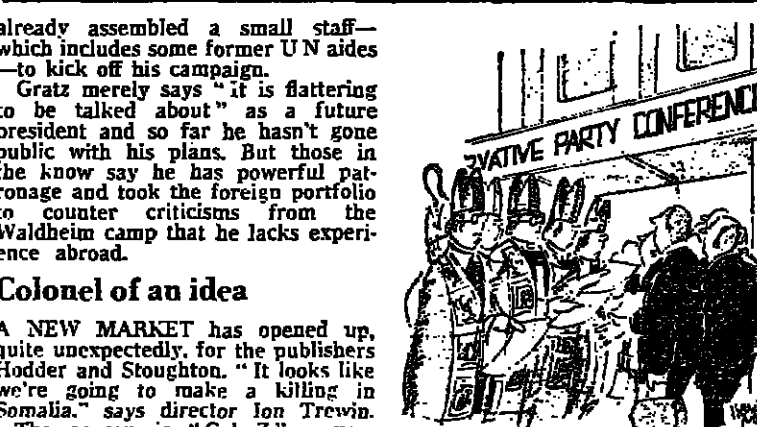 already assembled a small staff—
which includes some former U N aides
—to kick off his campaign.
Gratz merely says "it is flattering
to be talked about" as a future
president and so far he hasn't gone
public with his plans. But those in
the know say he has powerful pat-
ronage and took the foreign portfolio
to counter criticisms from the
Waldheim camp that he lacks experi-
ence abroad.
Colonel of an idea
A NEW MARKET has opened up,
quite unexpectedly, for the publishers
Hodder and Stoughton. "It looks like
we're going to make a killing in
Somalia," says director Ion Trewin.
VATIVE PARTY CONFERENCE